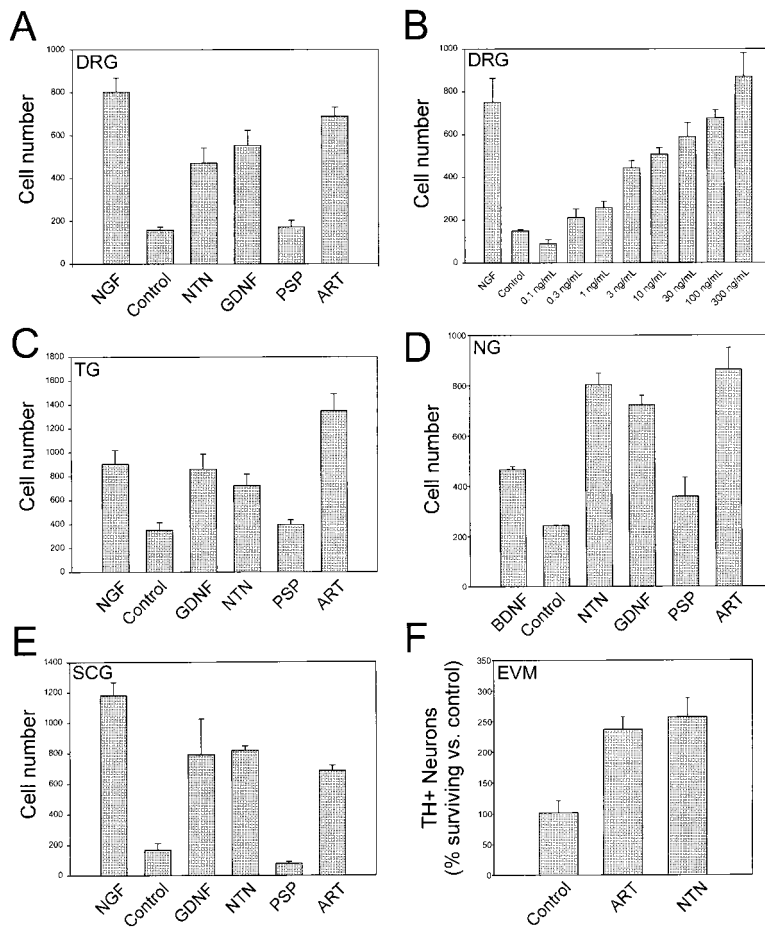 A
DRG
Cell number
1000
800
600
400
200
0
NGF
Control
NTN
GDNF
PSP
ART
B
DRG
Cell number
1000
800
600
400
200
0
NGF
Control
0.1 ng/mL
0.3 ng/mL
1 ng/mL
3 ng/mL
10 ng/mL
30 ng/mL
100 ng/mL
300 ng/mL
C
TG
Cell number
1800
1600
1400
1200
1000
800
600
400
200
0
NGF
Control
GDNF
NTN
PSP
ART
D
NG
Cell number
1000
800
600
400
200
0
BDNF
Control
NTN
GDNF
PSP
ART
E
SCG
Cell number
1400
1200
1000
800
600
400
200
0
NGF
Control
GDNF
NTN
PSP
ART
F
EVM
TH+ Neurons
(% surviving vs. control)
350
300
250
200
150
100
50
0
Control
ART
NTN